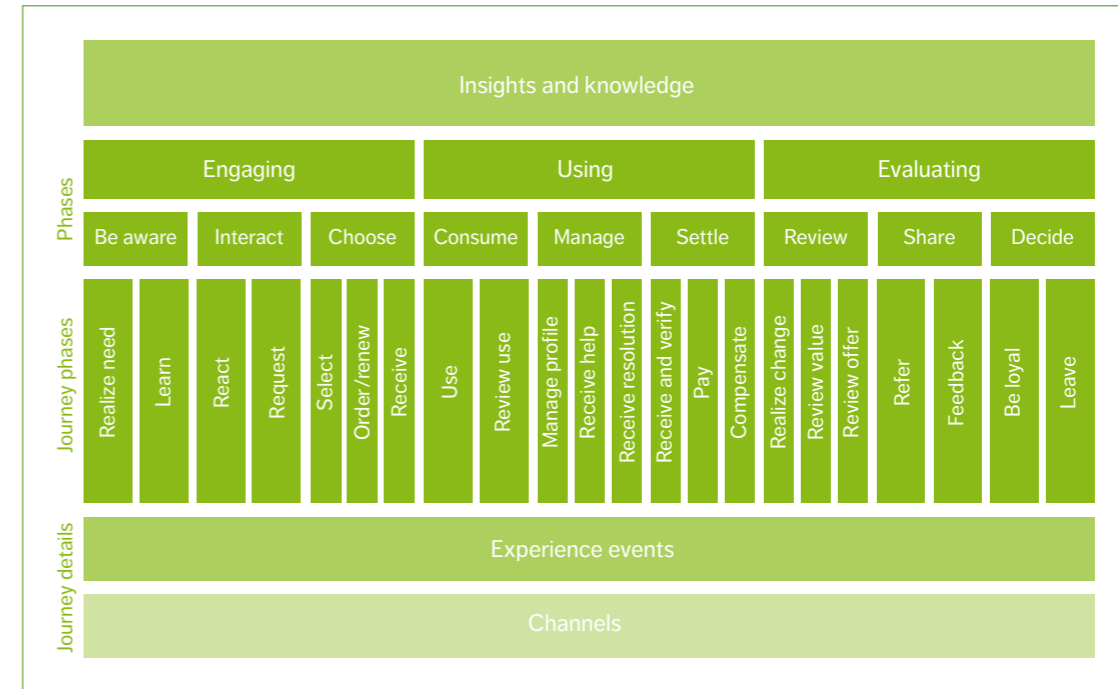 Insights and knowledge
Phases
Engaging
Using
Evaluating
Be aware
Interact
Choose
Consume
Manage
Settle
Review
Share
Decide
Journey phases
Realize need
Learn
React
Request
Select
Order/renew
Receive
Use
Review use
Manage profile
Receive help
Receive resolution
Receive and verify
Pay
Compensate
Realize change
Review value
Review offer
Refer
Feedback
Be loyal
Leave
Journey details
Experience events
Channels